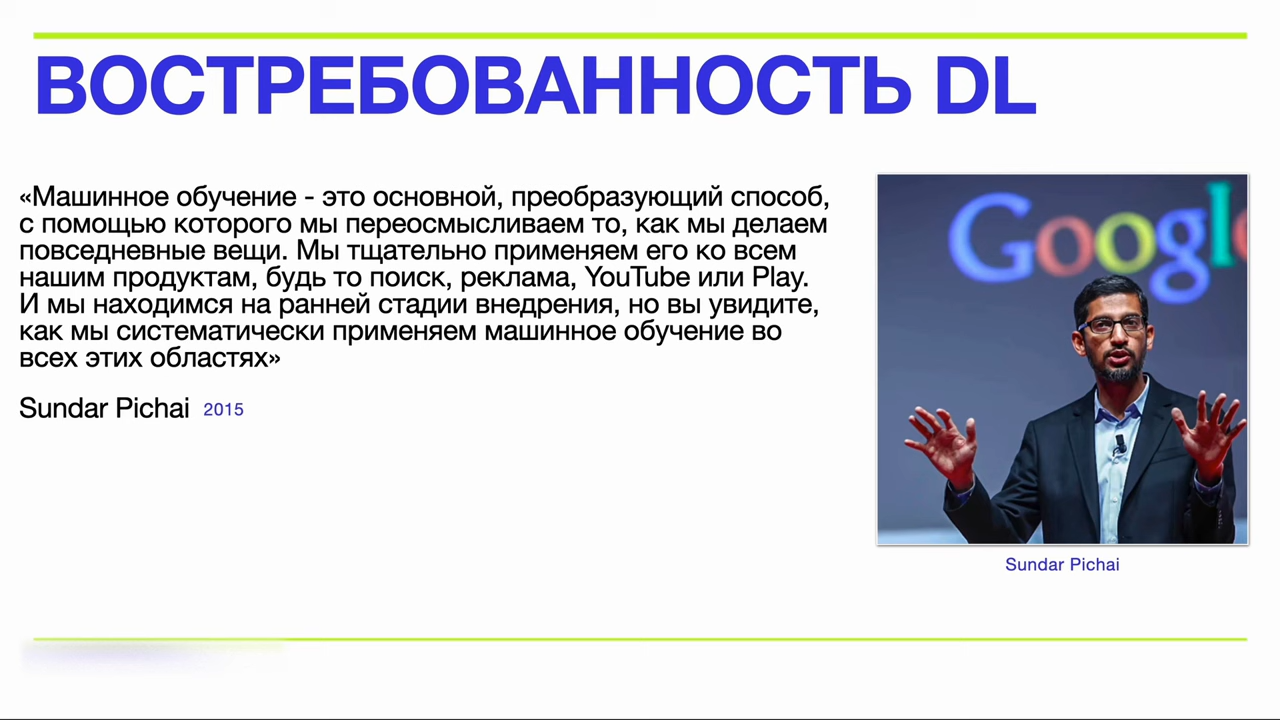 ВОСТРЕБОВАННОСТЬ DL
«Машинное обучение - это основной, преобразующий способ,
с помощью которого мы переосмысливаем то, как мы делаем
повседневные вещи. Мы тщательно применяем его ко всем
нашим продуктам, будь то поиск, реклама, YouTube или Play.
И мы находимся на ранней стадии внедрения, но вы увидите,
как мы систематически применяем машинное обучение во
всех этих областях»
Sundar Pichai 2015
Google
Sundar Pichai